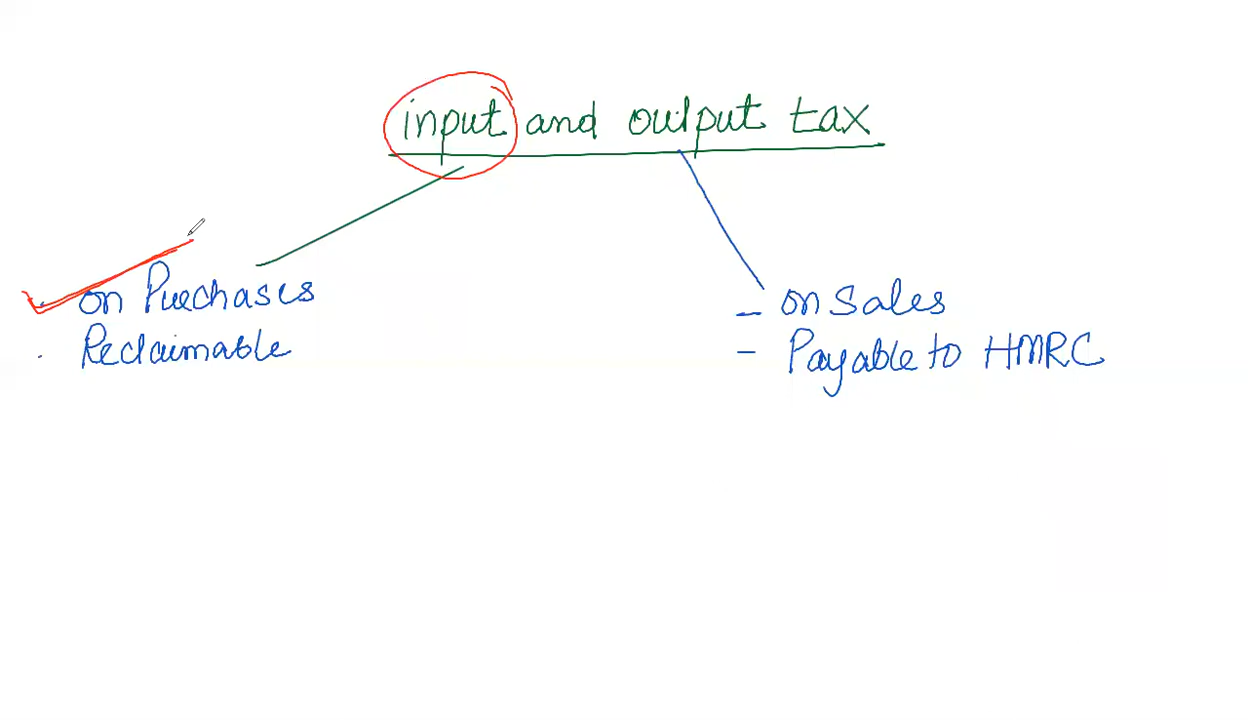 input and output tax
. on Purchases
. Reclaimable
- on Sales
- Payable to HMRC